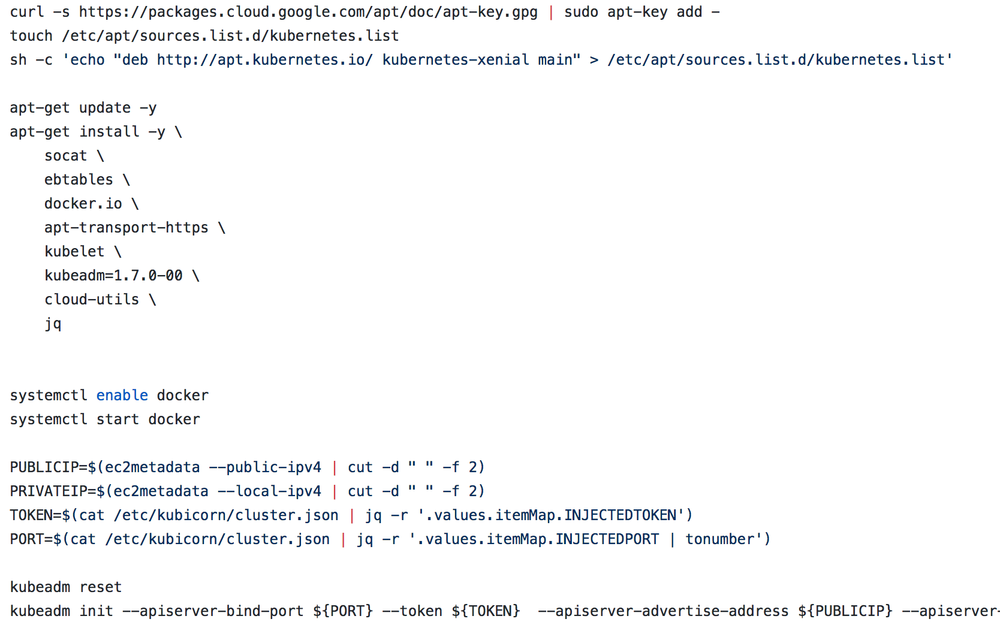 curl -s https://packages.cloud.google.com/apt/doc/apt-key.gpg | sudo apt-key add -
touch /etc/apt/sources.list.d/kubernetes.list
sh -c 'echo "deb http://apt.kubernetes.io/ kubernetes-xenial main" > /etc/apt/sources.list.d/kubernetes.list'

apt-get update -y
apt-get install -y \
    socat \
    ebtables \
    docker.io \
    apt-transport-https \
    kubelet \
    kubeadm=1.7.0-00 \
    cloud-utils \
    jq


systemctl enable docker
systemctl start docker

PUBLICIP=$(ec2metadata --public-ipv4 | cut -d " " -f 2)
PRIVATEIP=$(ec2metadata --local-ipv4 | cut -d " " -f 2)
TOKEN=$(cat /etc/kubicorn/cluster.json | jq -r '.values.itemMap.INJECTEDTOKEN')
PORT=$(cat /etc/kubicorn/cluster.json | jq -r '.values.itemMap.INJECTEDPORT | tonumber')

kubeadm reset
kubeadm init --apiserver-bind-port ${PORT} --token ${TOKEN}  --apiserver-advertise-address ${PUBLICIP} --apiserver-